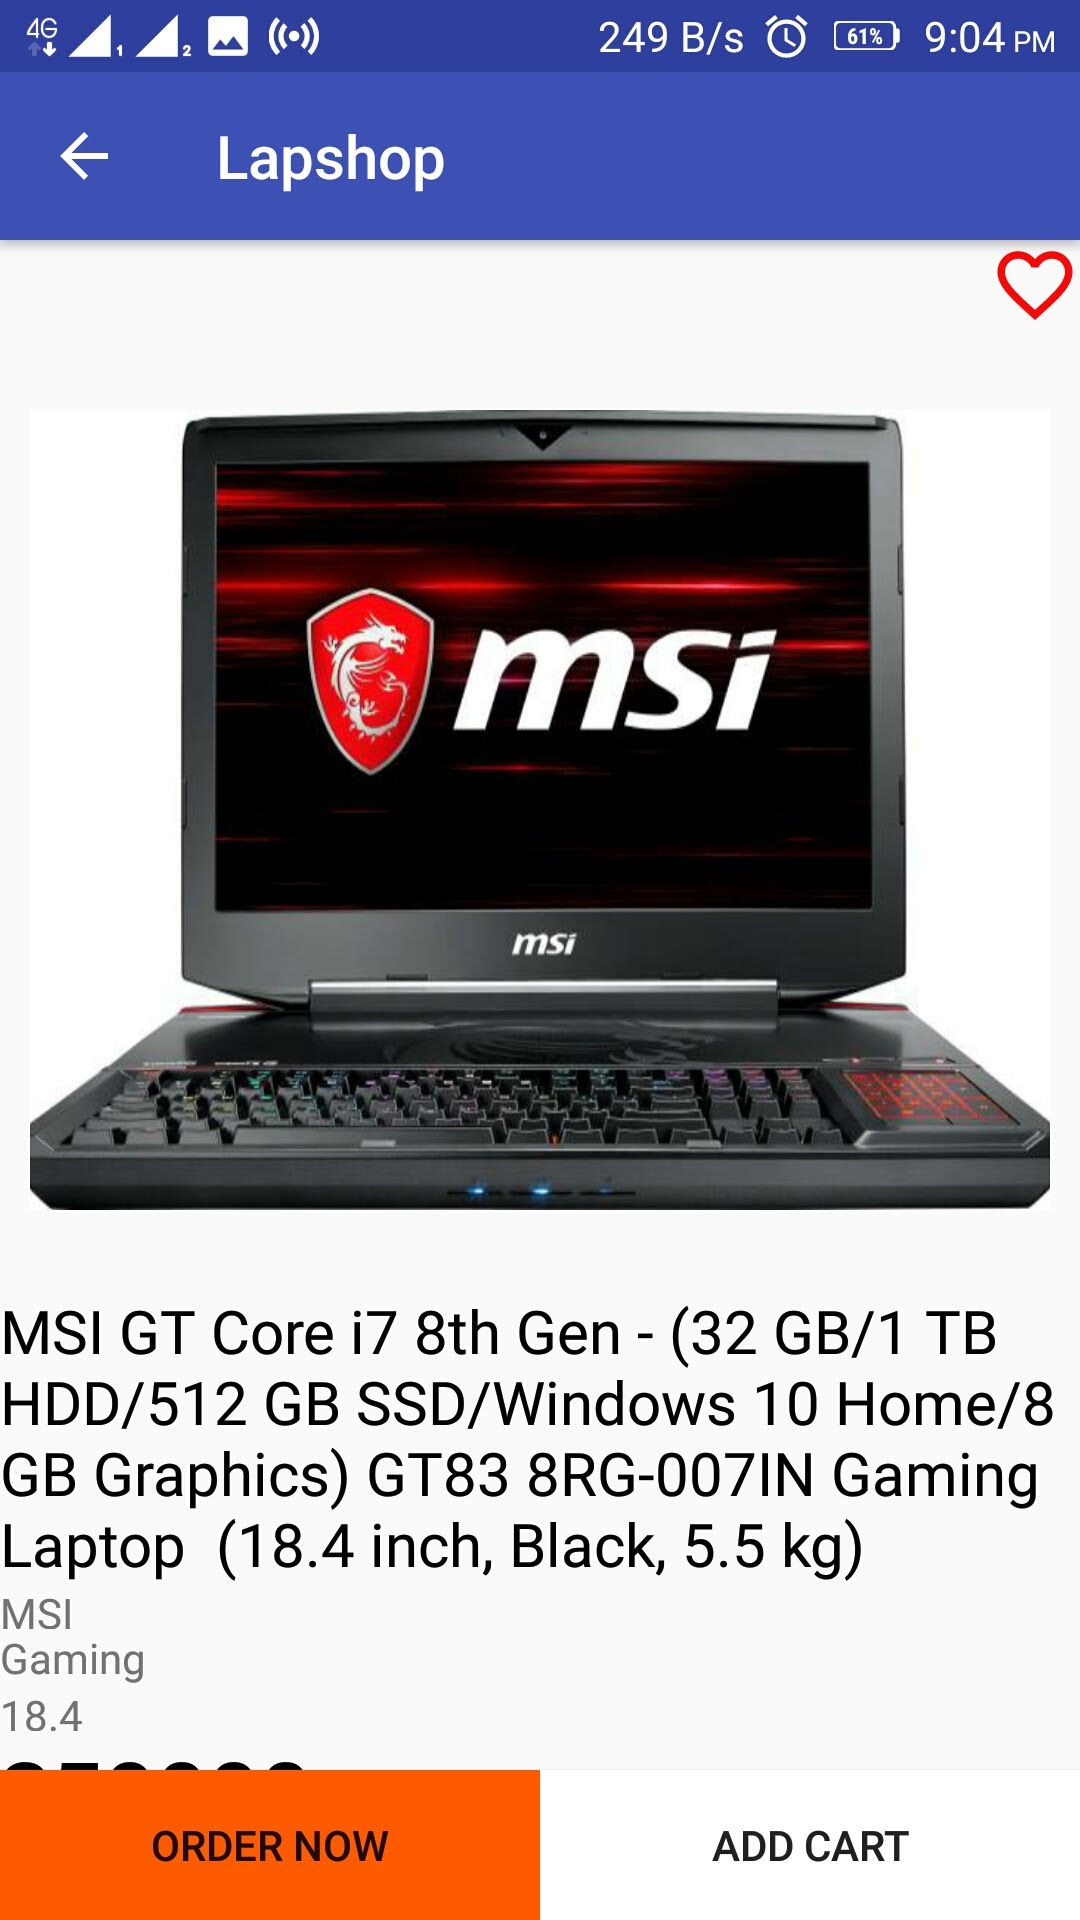 4G 1 2 249 B/s 61% 9:04 PM
Lapshop
msi
msi
MSI GT Core i7 8th Gen - (32 GB/1 TB
HDD/512 GB SSD/Windows 10 Home/8
GB Graphics) GT83 8RG-007IN Gaming
Laptop (18.4 inch, Black, 5.5 kg)
MSI
Gaming
18.4
ORDER NOW
ADD CART